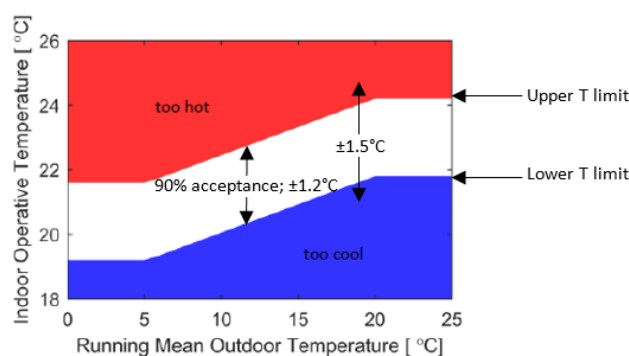 Indoor Operative Temperature [ °C]
26
24
22
20
18
too hot
±1.5°C
90% acceptance; ±1.2°C
too cool
Upper T limit
Lower T limit
0 5 10 15 20 25
Running Mean Outdoor Temperature [ °C]